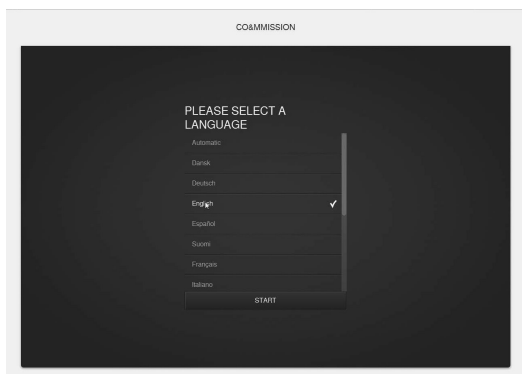 CO&MMISSION
PLEASE SELECT A
LANGUAGE
Automatic
Dansk
Deutsch
English
Español
Suomi
Français
Italiano
START